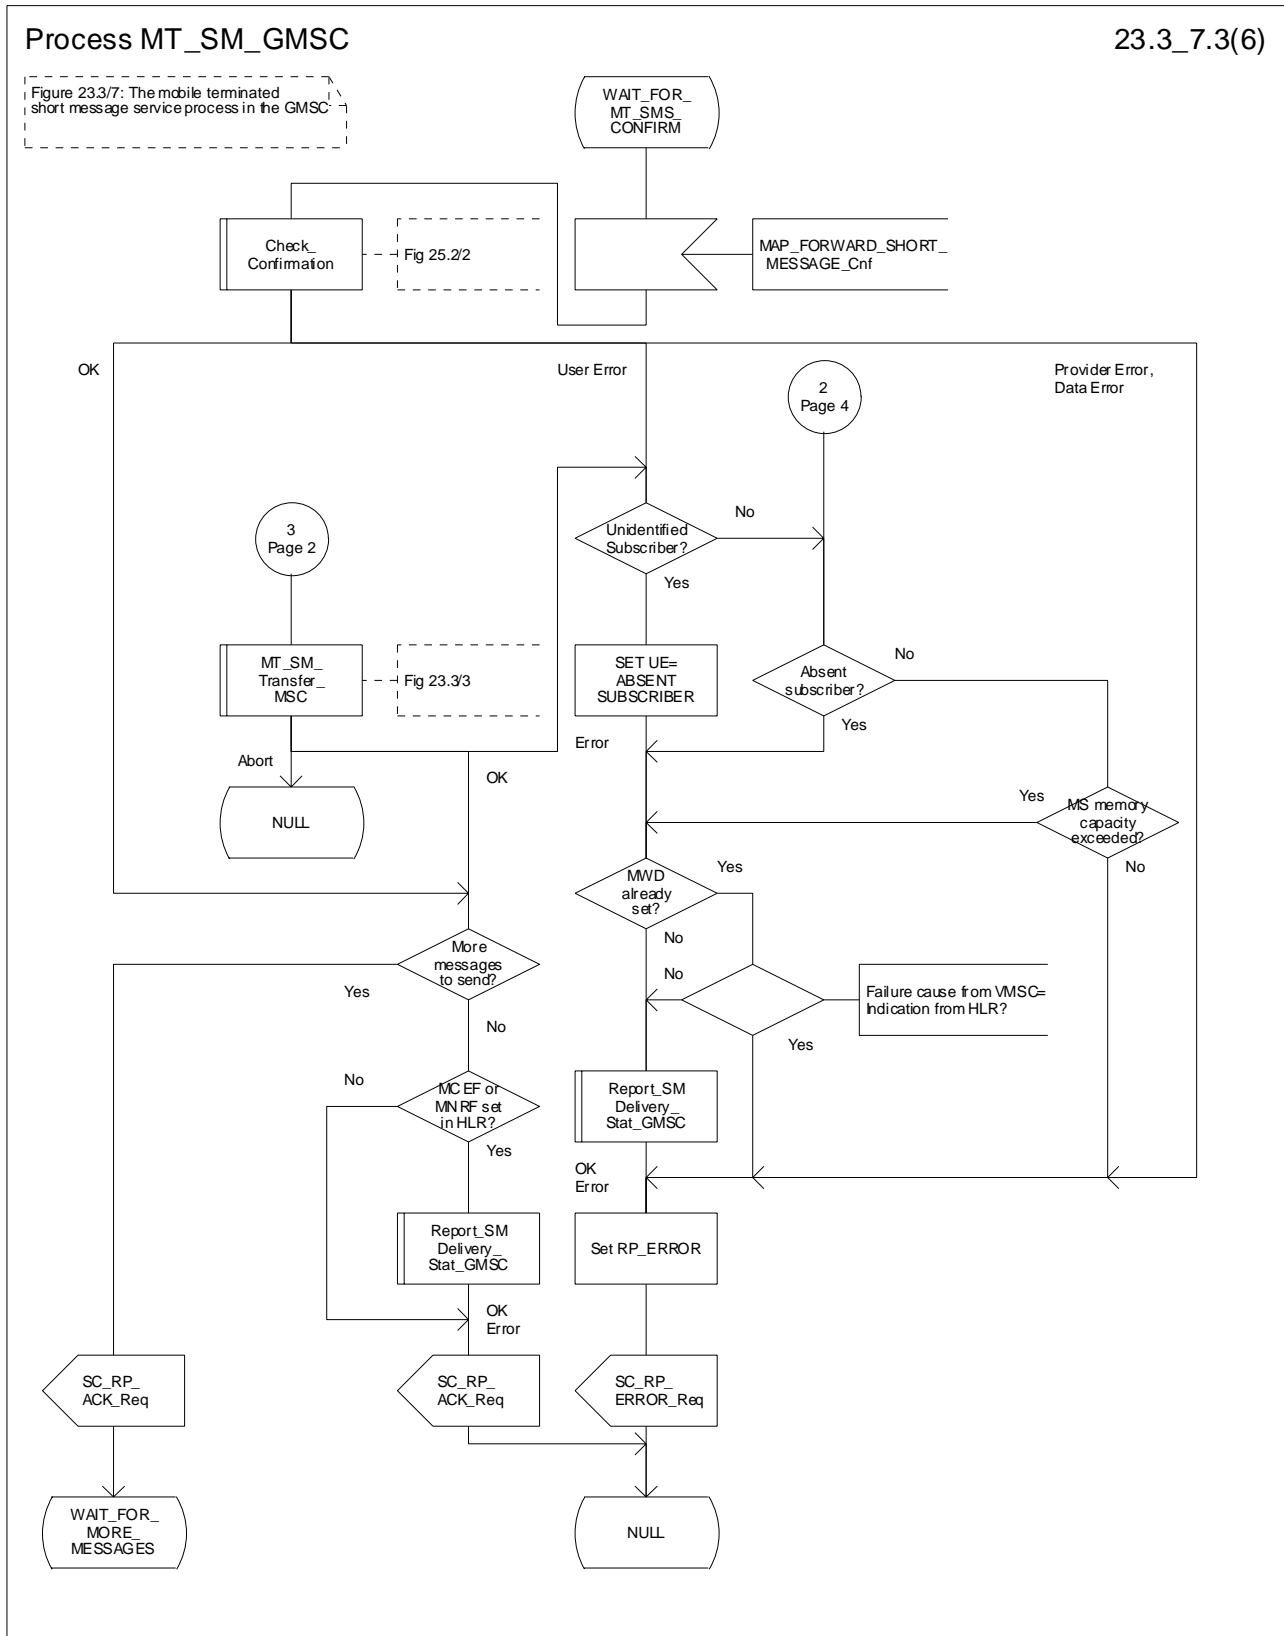 Process MT_SM_GMSC
23.3_7.3(6)
Figure 23.3/7: The mobile terminated
short message service process in the GMSC
WAIT_FOR_
MT_SMS_
CONFIRM
Check_
Confirmation
Fig 25.2/2
MAP_FORWARD_SHORT_
MESSAGE_Cnf
OK
User Error
Provider Error,
Data Error
2
Page 4
3
Page 2
Unidentified
Subscriber?
No
Yes
MT_SM_
Transfer_
MSC
Fig 23.3/3
SET UE=
ABSENT
SUBSCRIBER
Absent
subscriber?
No
Yes
Error
Abort
OK
NULL
Yes
MS memory
capacity
exceeded?
No
MWD
already
set?
Yes
No
More
messages
to send?
Yes
No
No
Failure cause from VMSC=
Indication from HLR?
Yes
No
MCEF or
MNRF set
in HLR?
Yes
Report_SM
Delivery_
Stat_GMSC
OK
Error
Report_SM
Delivery_
Stat_GMSC
Set RP_ERROR
OK
Error
SC_RP_
ACK_Req
SC_RP_
ACK_Req
SC_RP_
ERROR_Req
WAIT_FOR_
MORE_
MESSAGES
NULL